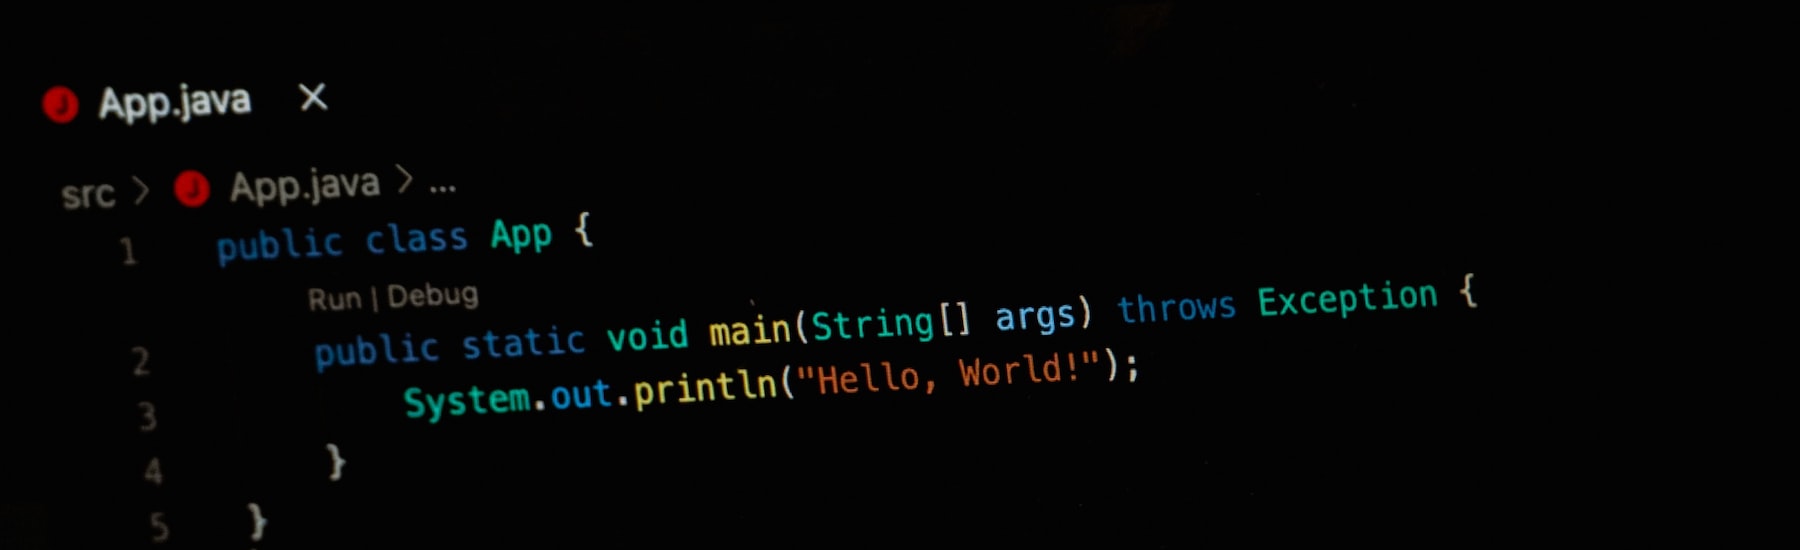 App.java ×
src > App.java > ...
1 public class App {
Run | Debug
2 public static void main(String[] args) throws Exception {
3 System.out.println("Hello, World!");
4 }
5 }